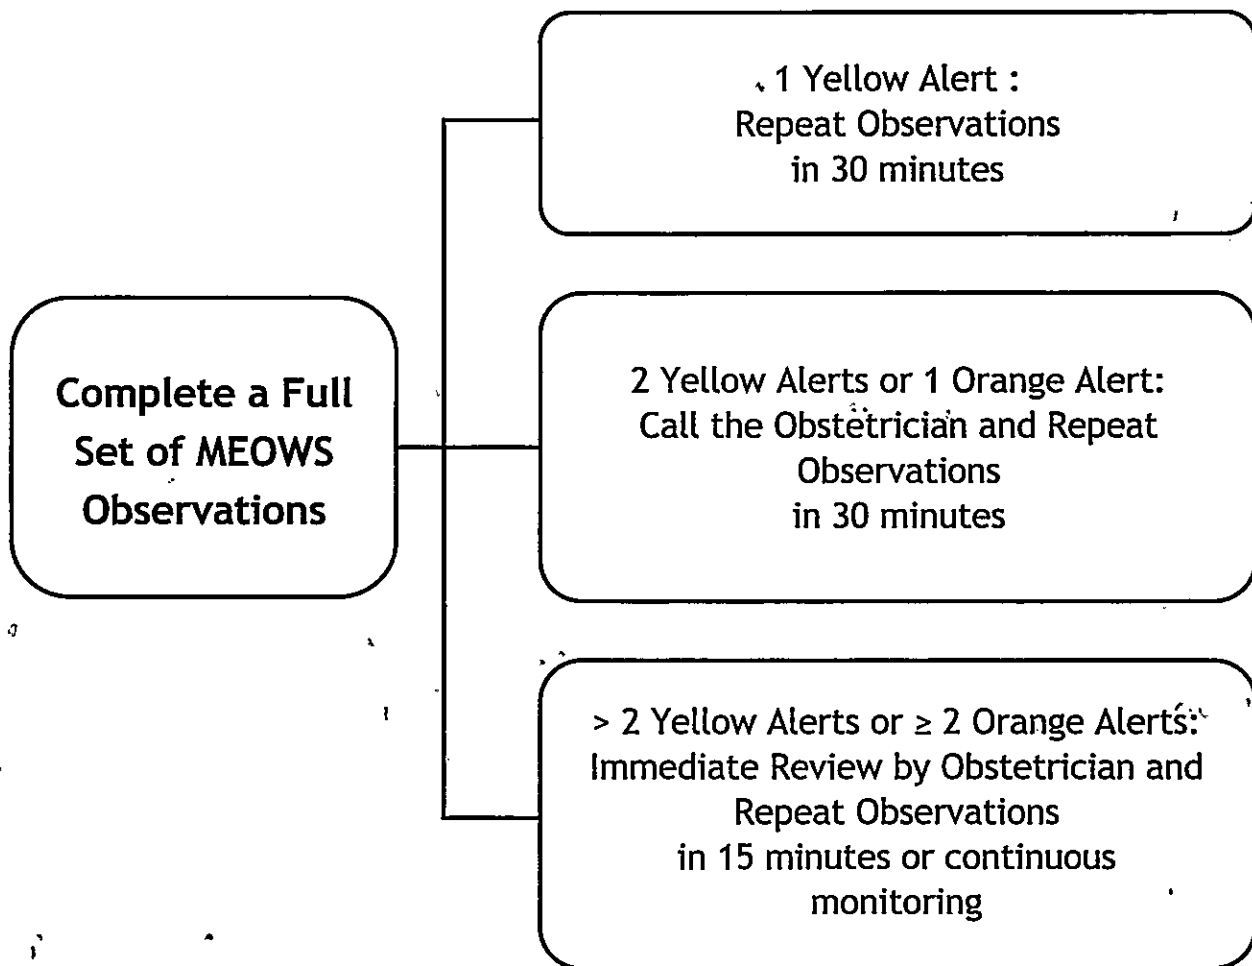 1 Yellow Alert :
Repeat Observations
in 30 minutes
Complete a Full
Set of MEOWS
Observations
2 Yellow Alerts or 1 Orange Alert:
Call the Obstetrician and Repeat
Observations
in 30 minutes
> 2 Yellow Alerts or ≥ 2 Orange Alerts:
Immediate Review by Obstetrician and
Repeat Observations
in 15 minutes or continuous
monitoring